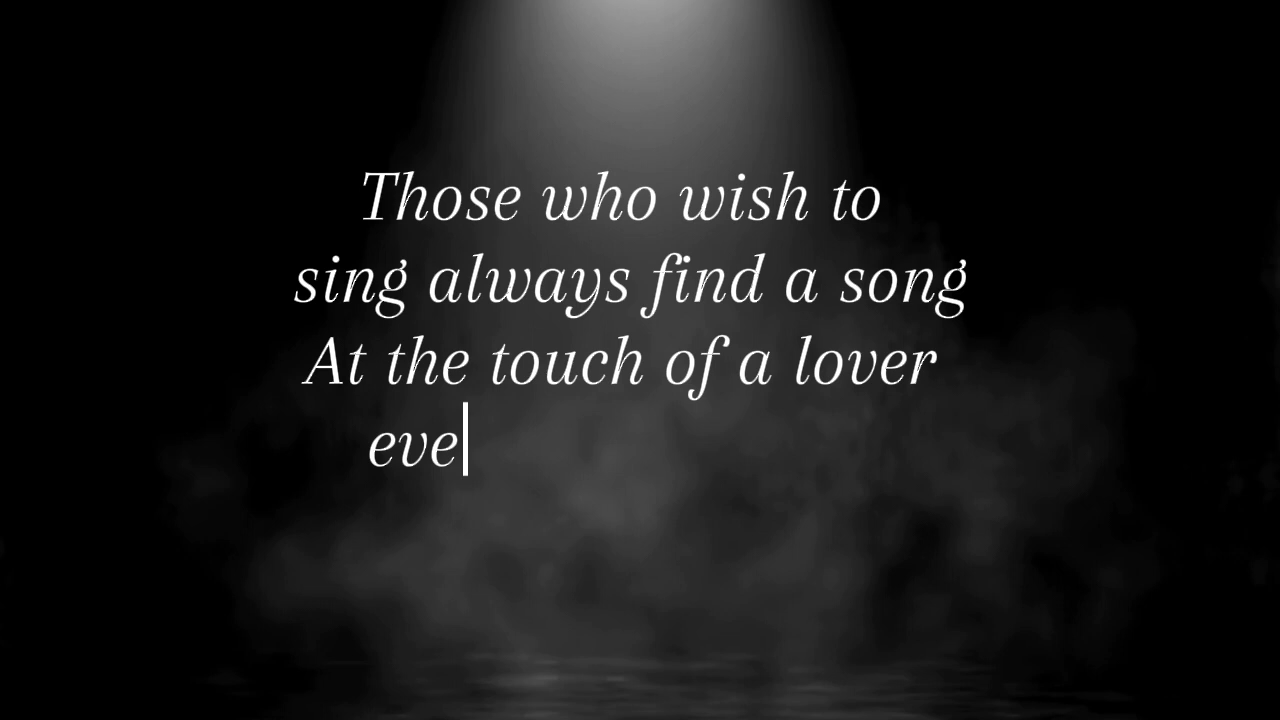 Those who wish to
sing always find a song
At the touch of a lover
eve